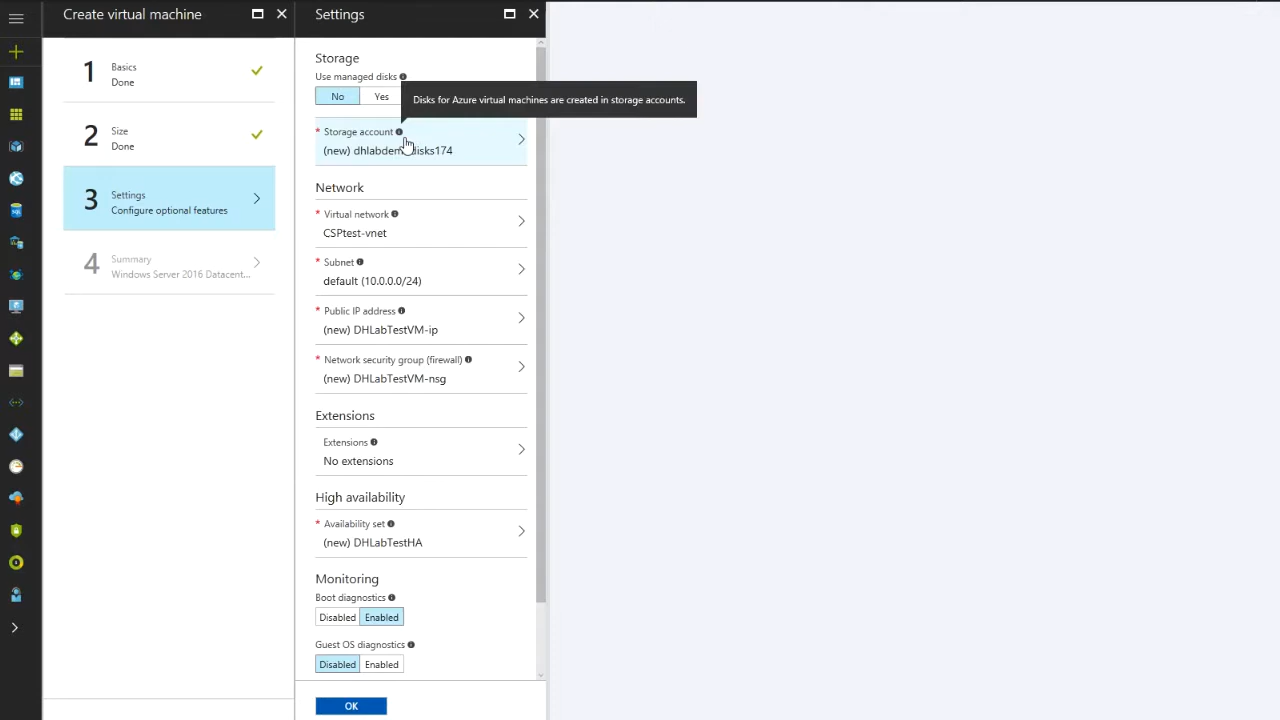 Create virtual machine
Settings
1
Basics
Done
2
Size
Done
3
Settings
Configure optional features
4
Summary
Windows Server 2016 Datacent...
Storage
Use managed disks
No
Yes
Disks for Azure virtual machines are created in storage accounts.
* Storage account
(new) dhlabdem disks174
Network
* Virtual network
CSPtest-vnet
* Subnet
default (10.0.0.0/24)
* Public IP address
(new) DHLabTestVM-ip
* Network security group (firewall)
(new) DHLabTestVM-nsg
Extensions
Extensions
No extensions
High availability
* Availability set
(new) DHLabTestHA
Monitoring
Boot diagnostics
Disabled
Enabled
Guest OS diagnostics
Disabled
Enabled
OK